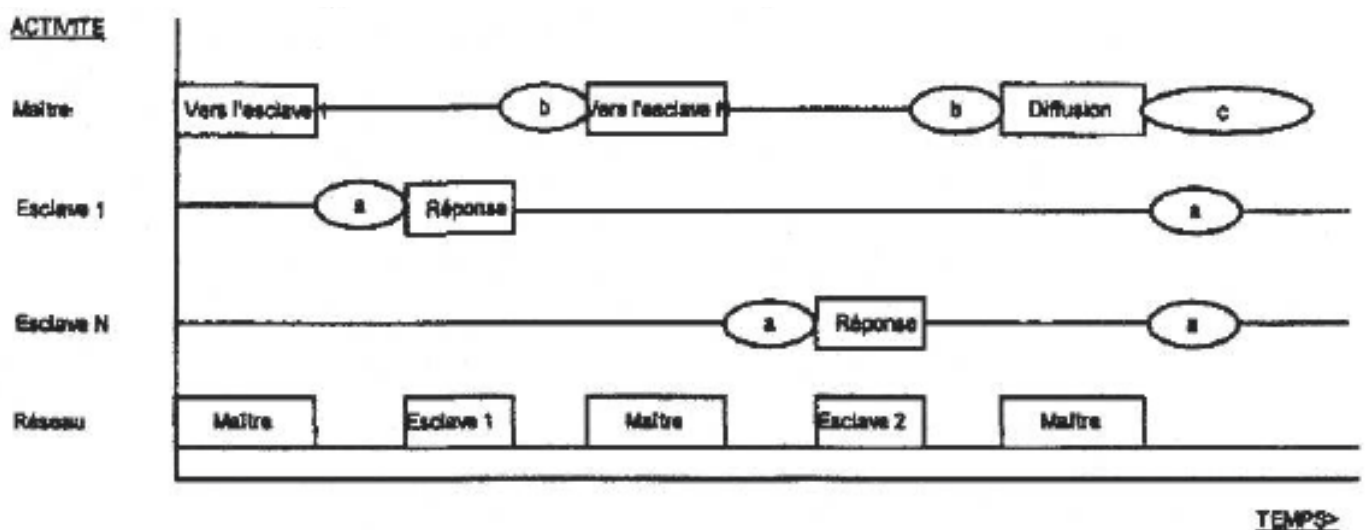 ACTIVITE
Maître
Vers l'esclave 1
b
Vers l'esclave N
b
Diffusion
c
Esclave 1
a
Réponse
a
Esclave N
a
Réponse
a
Réseau
Maître
Esclave 1
Maître
Esclave 2
Maître
TEMPS>